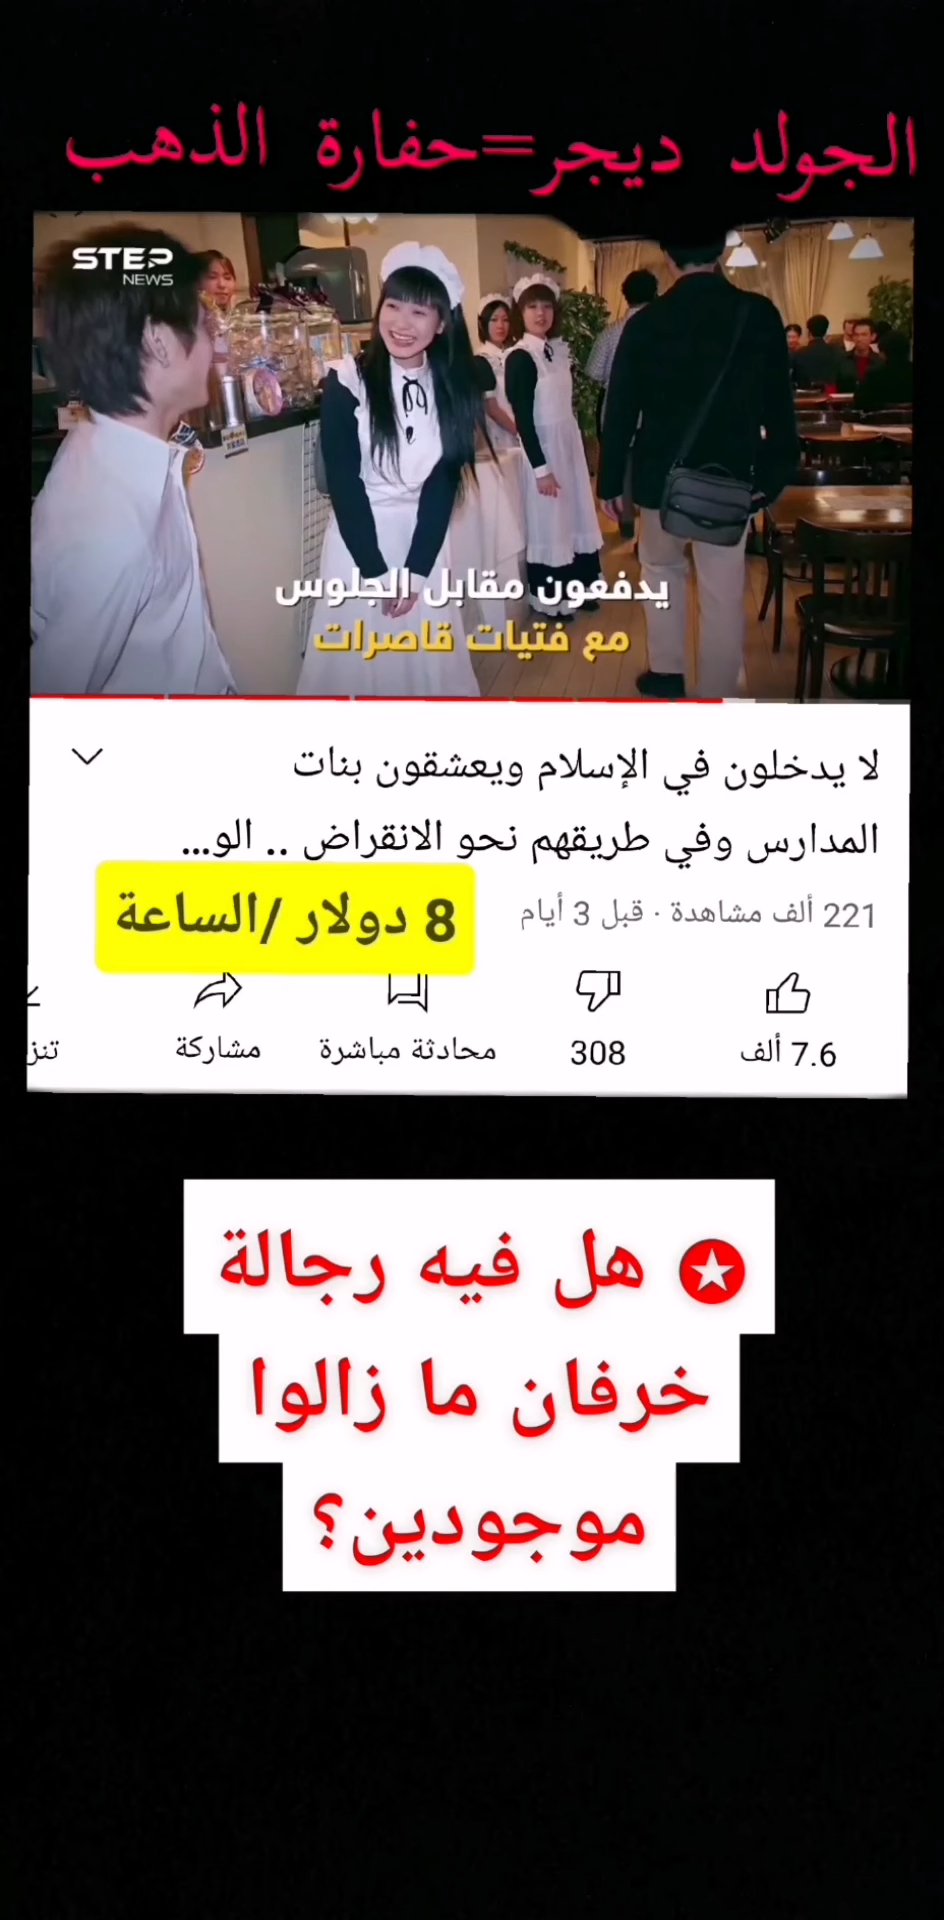 الجولد ديجر=حفارة الذهب
STEP
NEWS
يدفعون مقابل الجلوس
مع فتيات قاصرات
لا يدخلون في الإسلام ويعشقون بنات
المدارس وفي طريقهم نحو الانقراض .. الو...
221 ألف مشاهدة · قبل 3 أيام
8 دولار /الساعة
7.6 ألف
308
محادثة مباشرة
مشاركة
تنز
✪ هل فيه رجالة
خرفان ما زالوا
موجودين؟